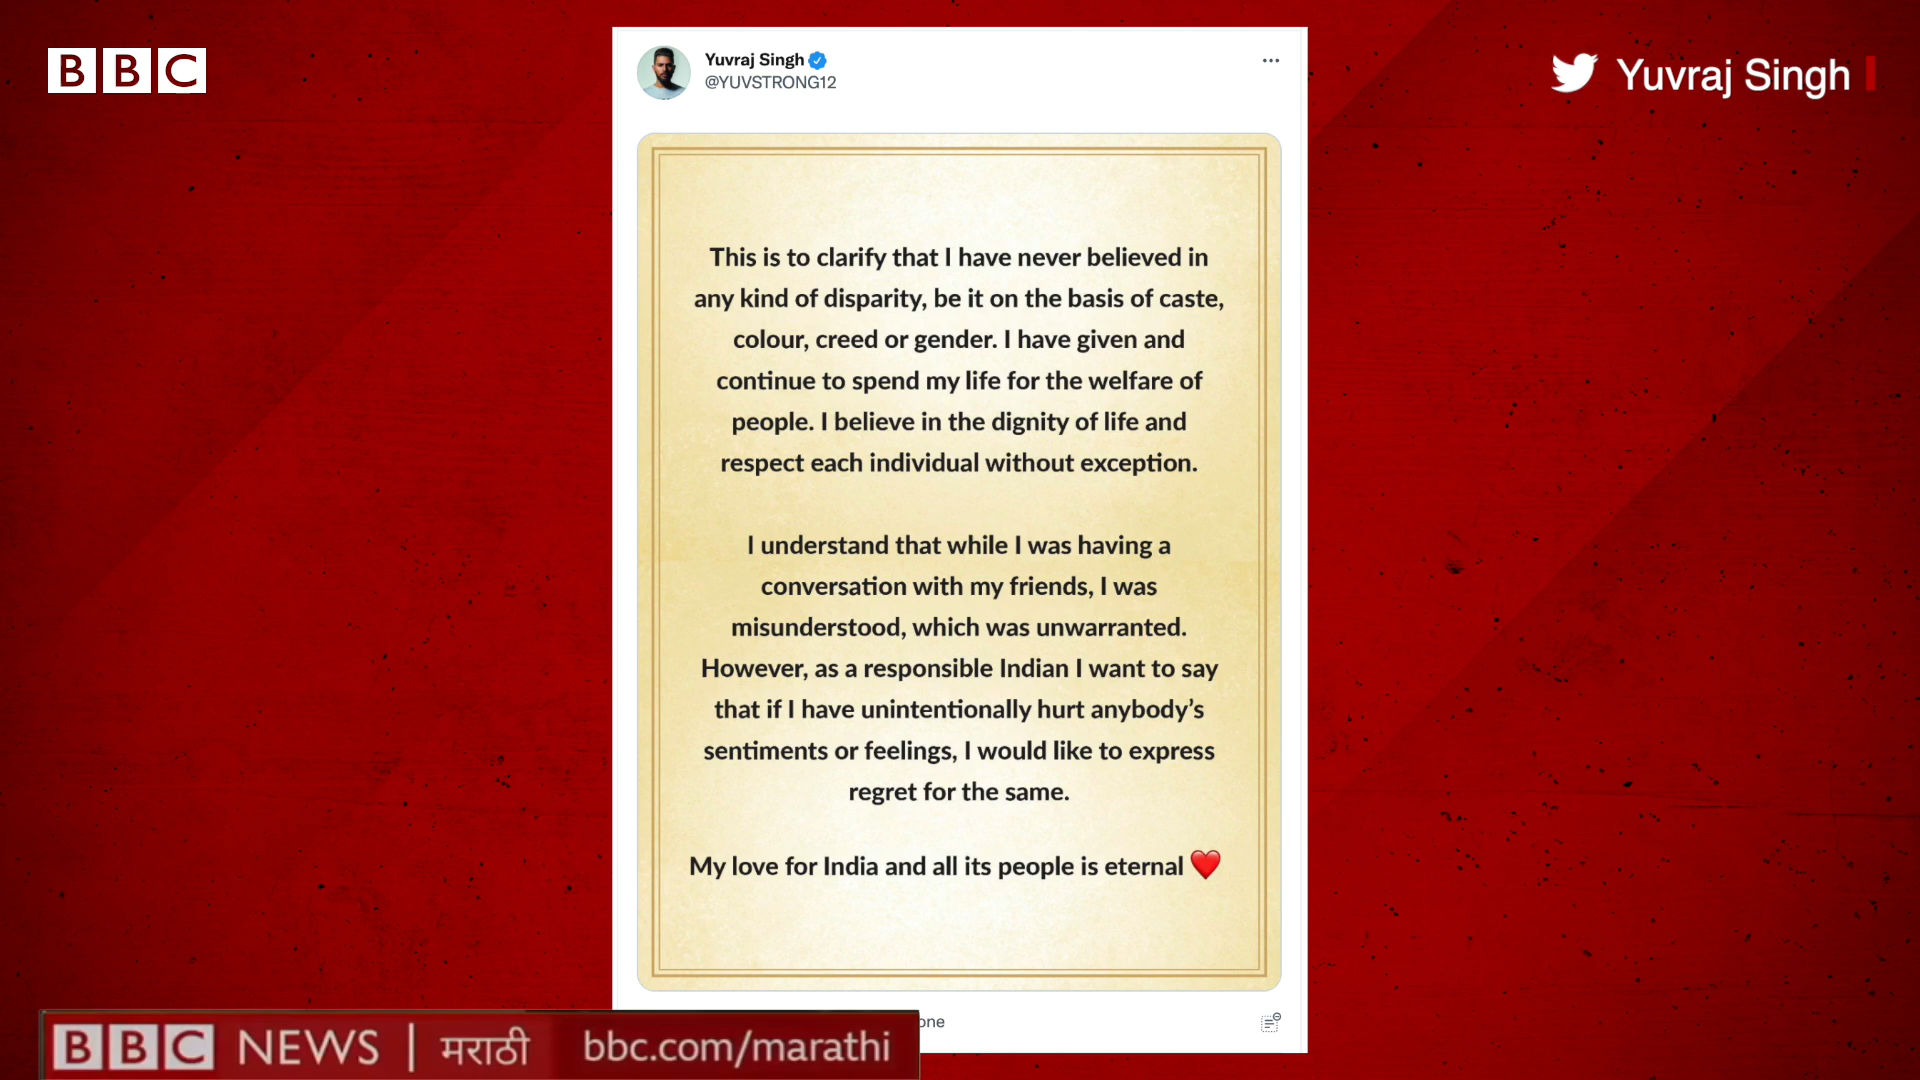 BBC
Yuvraj Singh
@YUVSTRONG12
Yuvraj Singh
This is to clarify that I have never believed in
any kind of disparity, be it on the basis of caste,
colour, creed or gender. I have given and
continue to spend my life for the welfare of
people. I believe in the dignity of life and
respect each individual without exception.
I understand that while I was having a
conversation with my friends, I was
misunderstood, which was unwarranted.
However, as a responsible Indian I want to say
that if I have unintentionally hurt anybody’s
sentiments or feelings, I would like to express
regret for the same.
My love for India and all its people is eternal ❤️
BBC NEWS | मराठी bbc.com/marathi